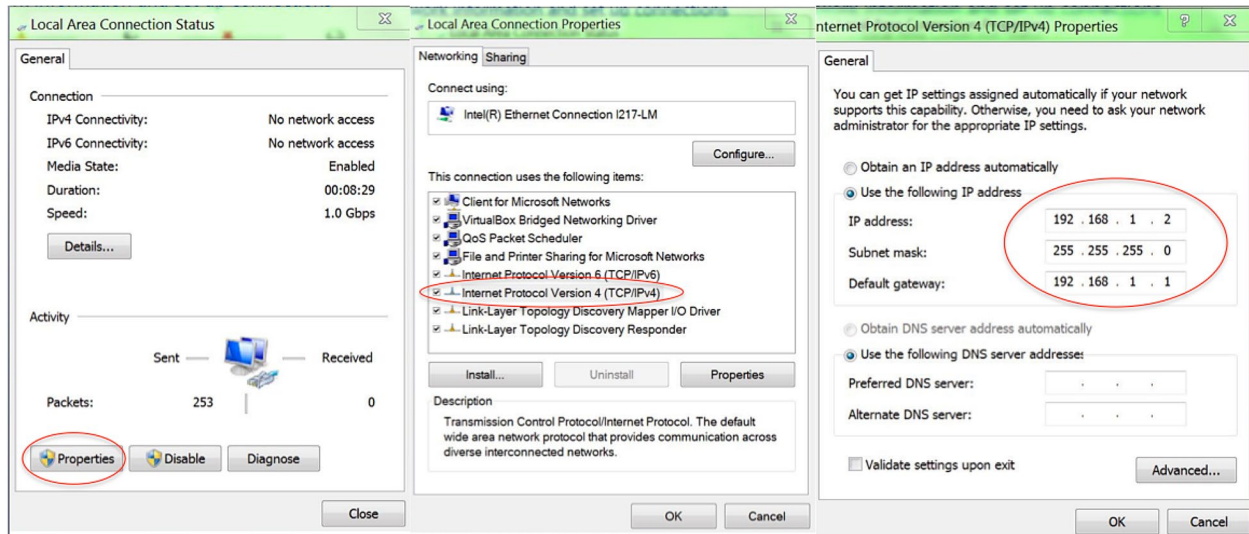 Local Area Connection Status
General
Connection
IPv4 Connectivity: No network access
IPv6 Connectivity: No network access
Media State: Enabled
Duration: 00:08:29
Speed: 1.0 Gbps
Details...
Activity
Sent Received
Packets: 253 0
Properties Disable Diagnose
Close
Local Area Connection Properties
Networking Sharing
Connect using:
Intel(R) Ethernet Connection I217-LM
Configure...
This connection uses the following items:
Client for Microsoft Networks
VirtualBox Bridged Networking Driver
QoS Packet Scheduler
File and Printer Sharing for Microsoft Networks
Internet Protocol Version 6 (TCP/IPv6)
Internet Protocol Version 4 (TCP/IPv4)
Link-Layer Topology Discovery Mapper I/O Driver
Link-Layer Topology Discovery Responder
Install... Uninstall Properties
Description
Transmission Control Protocol/Internet Protocol. The default
wide area network protocol that provides communication across
diverse interconnected networks.
OK Cancel
nternet Protocol Version 4 (TCP/IPv4) Properties
General
You can get IP settings assigned automatically if your network
supports this capability. Otherwise, you need to ask your network
administrator for the appropriate IP settings.
Obtain an IP address automatically
Use the following IP address
IP address: 192 . 168 . 1 . 2
Subnet mask: 255 . 255 . 255 . 0
Default gateway: 192 . 168 . 1 . 1
Obtain DNS server address automatically
Use the following DNS server addresses
Preferred DNS server: . . .
Alternate DNS server: . . .
Validate settings upon exit
Advanced...
OK Cancel